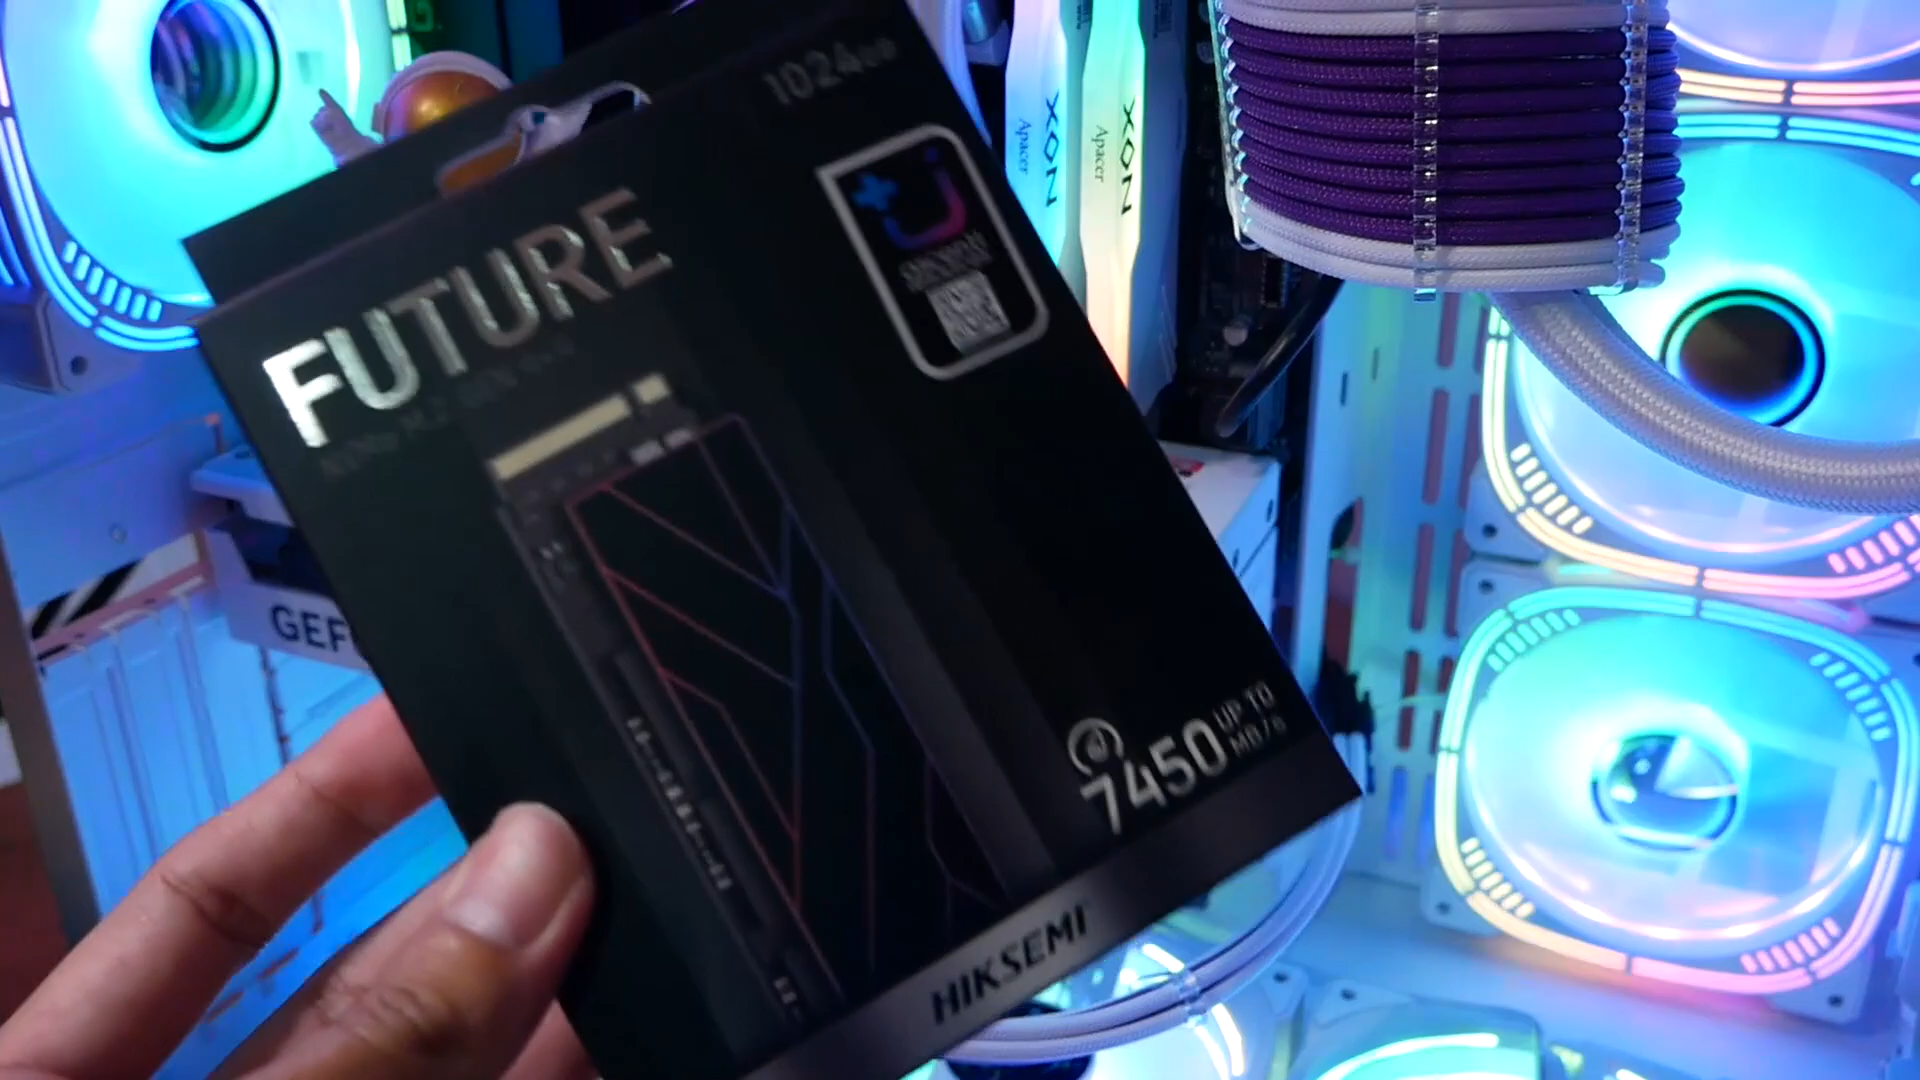 1024GB
FUTURE
7450
UP TO
MB/s
HIKSEMI
XON
Apacer
XON
Apacer
GEF